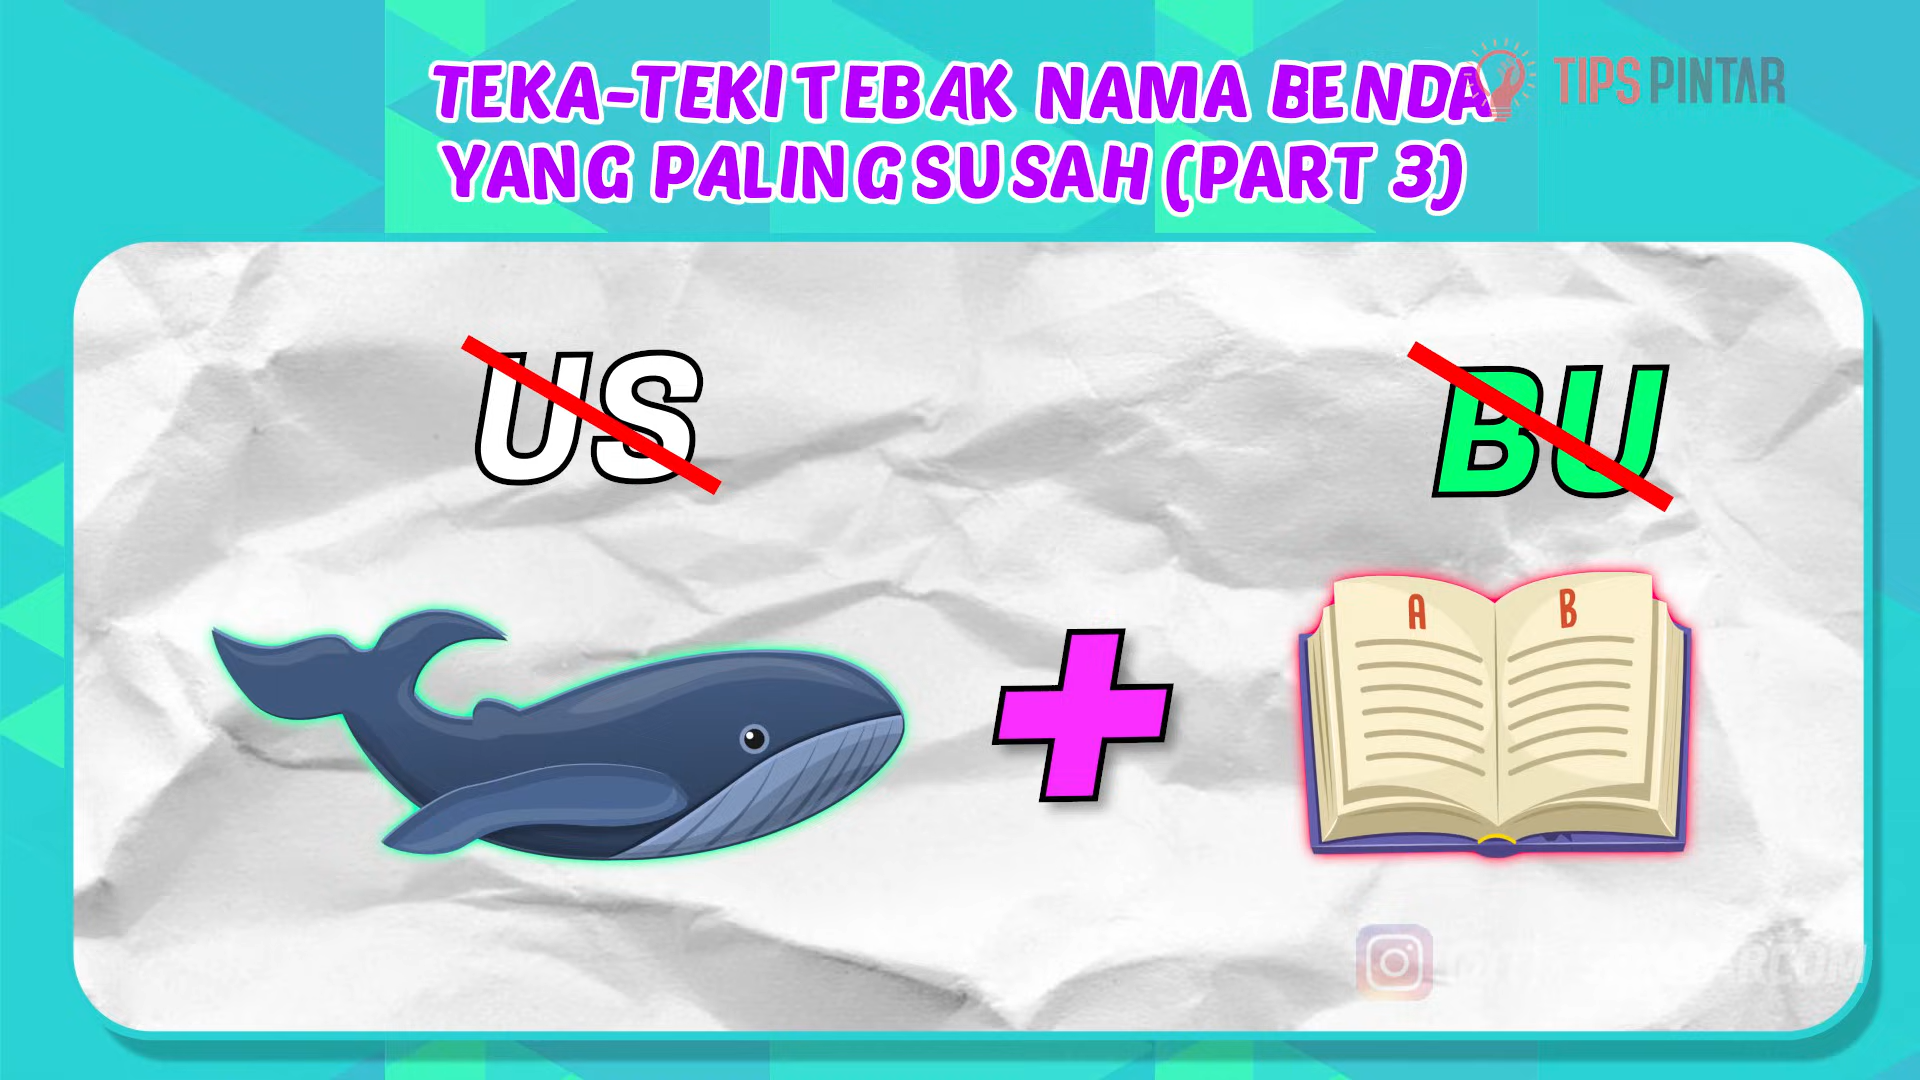 TEKA-TEKI TEBAK NAMA BENDA
YANG PALING SUSAH (PART 3)
TIPS PINTAR
US
BU
A
B